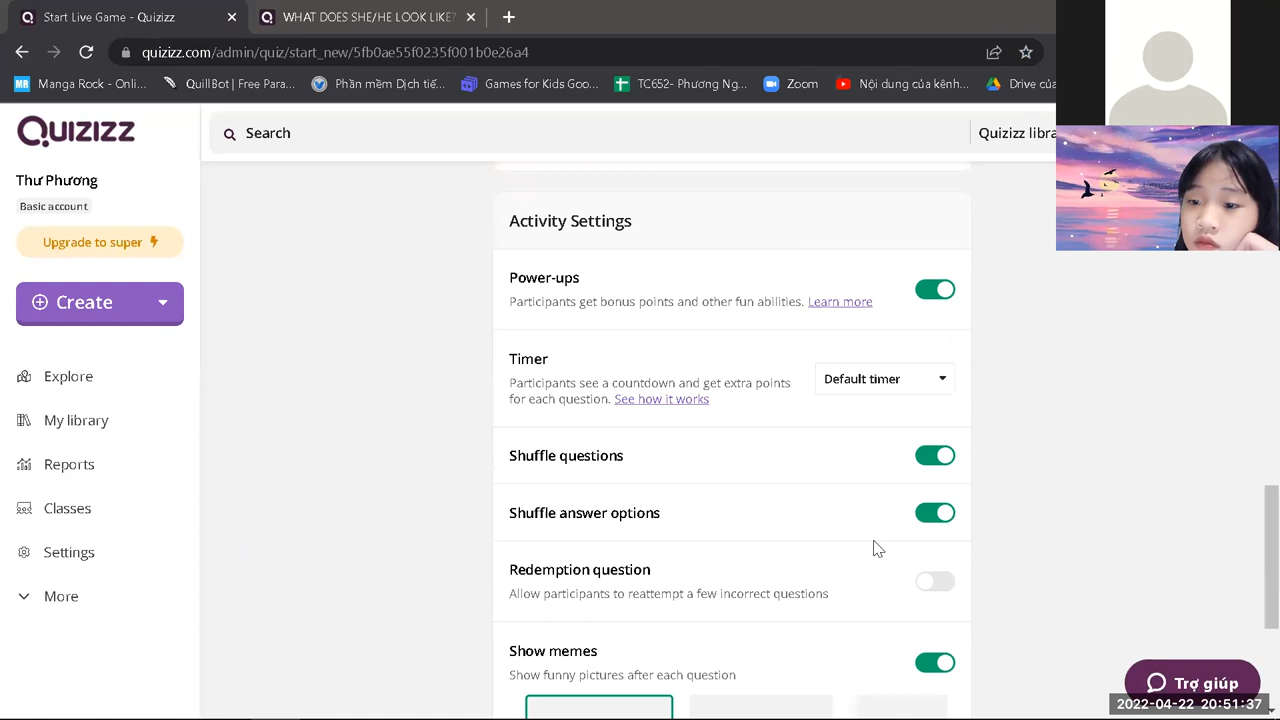 Start Live Game - Quizizz
WHAT DOES SHE/HE LOOK LIKE?
quizizz.com/admin/quiz/start_new/5fb0ae55f0235f001b0e26a4
MR Manga Rock - Onli... QuillBot | Free Para... Phần mềm Dịch tiế... Games for Kids Goo... TC652- Phương Ng... Zoom Nội dung của kênh... Drive củ
QUIZIZZ
Search
Quizizz libra
Thư Phương
Basic account
Upgrade to super
Create
Explore
My library
Reports
Classes
Settings
More
Activity Settings
Power-ups
Participants get bonus points and other fun abilities. Learn more
Timer
Participants see a countdown and get extra points
for each question. See how it works
Default timer
Shuffle questions
Shuffle answer options
Redemption question
Allow participants to reattempt a few incorrect questions
Show memes
Show funny pictures after each question
Trợ giúp
2022-04-22 20:51:37